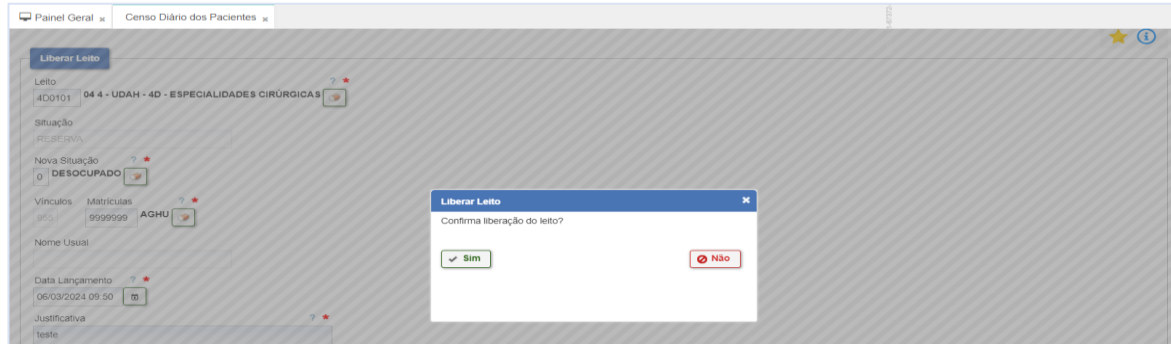 Painel Geral
Censo Diário dos Pacientes
Liberar Leito
Leito ? *
4D0101 04 4 - UDAH - 4D - ESPECIALIDADES CIRÚRGICAS
Situação
RESERVA
Nova Situação ? *
0 DESOCUPADO
Vínculos Matrículas ? *
955 9999999 AGHU
Nome Usual
Data Lançamento ? *
06/03/2024 09:50
Justificativa ? *
teste
Liberar Leito
Confirma liberação do leito?
Sim
Não